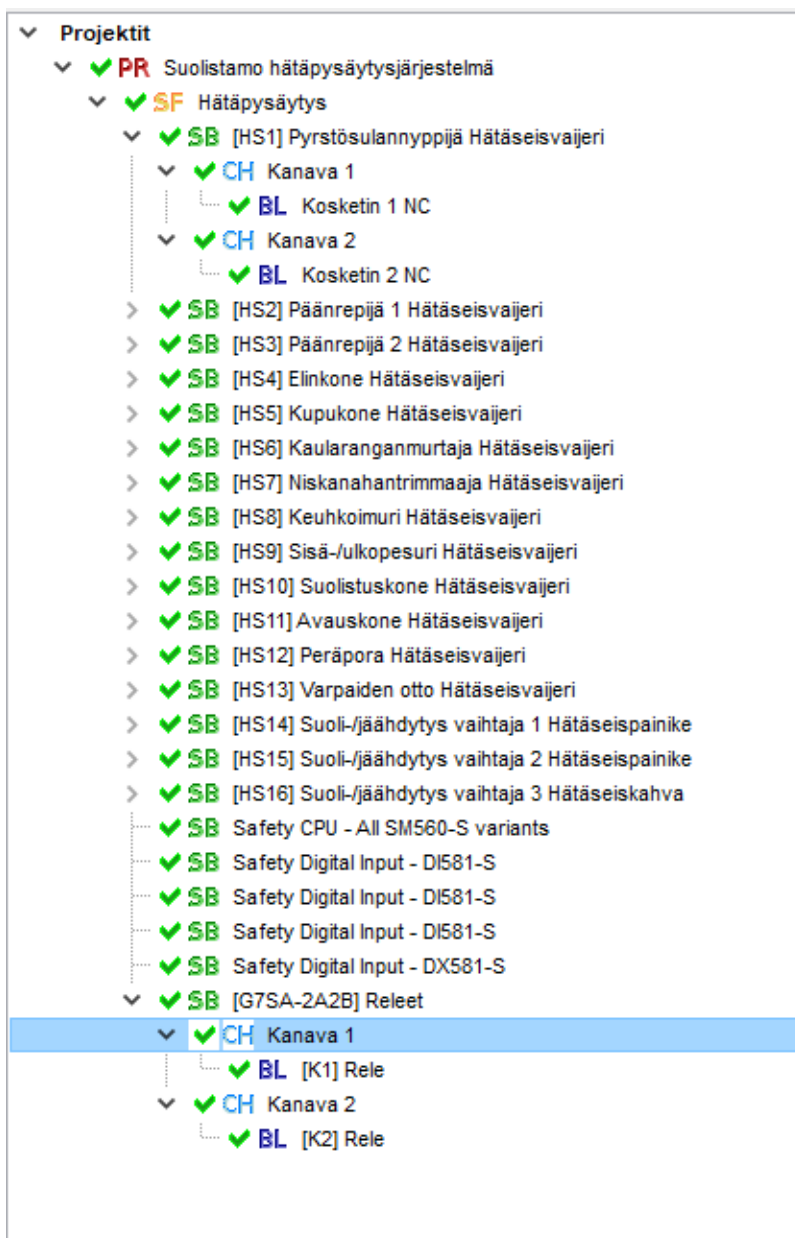 Projektit
PR Suolistamo hätäpysäytysjärjestelmä
SF Hätäpysäytys
SB [HS1] Pyrstösulannyppijä Hätäseisvaijeri
CH Kanava 1
BL Kosketin 1 NC
CH Kanava 2
BL Kosketin 2 NC
SB [HS2] Päänrepijä 1 Hätäseisvaijeri
SB [HS3] Päänrepijä 2 Hätäseisvaijeri
SB [HS4] Elinkone Hätäseisvaijeri
SB [HS5] Kupukone Hätäseisvaijeri
SB [HS6] Kaularanganmurtaja Hätäseisvaijeri
SB [HS7] Niskanahantrimmaaja Hätäseisvaijeri
SB [HS8] Keuhkoimuri Hätäseisvaijeri
SB [HS9] Sisä-/ulkopesuri Hätäseisvaijeri
SB [HS10] Suolistuskone Hätäseisvaijeri
SB [HS11] Avauskone Hätäseisvaijeri
SB [HS12] Peräpora Hätäseisvaijeri
SB [HS13] Varpaiden otto Hätäseisvaijeri
SB [HS14] Suoli-/jäähdytys vaihtaja 1 Hätäseispainike
SB [HS15] Suoli-/jäähdytys vaihtaja 2 Hätäseispainike
SB [HS16] Suoli-/jäähdytys vaihtaja 3 Hätäseiskahva
SB Safety CPU - All SM560-S variants
SB Safety Digital Input - DI581-S
SB Safety Digital Input - DI581-S
SB Safety Digital Input - DI581-S
SB Safety Digital Input - DX581-S
SB [G7SA-2A2B] Releet
CH Kanava 1
BL [K1] Rele
CH Kanava 2
BL [K2] Rele